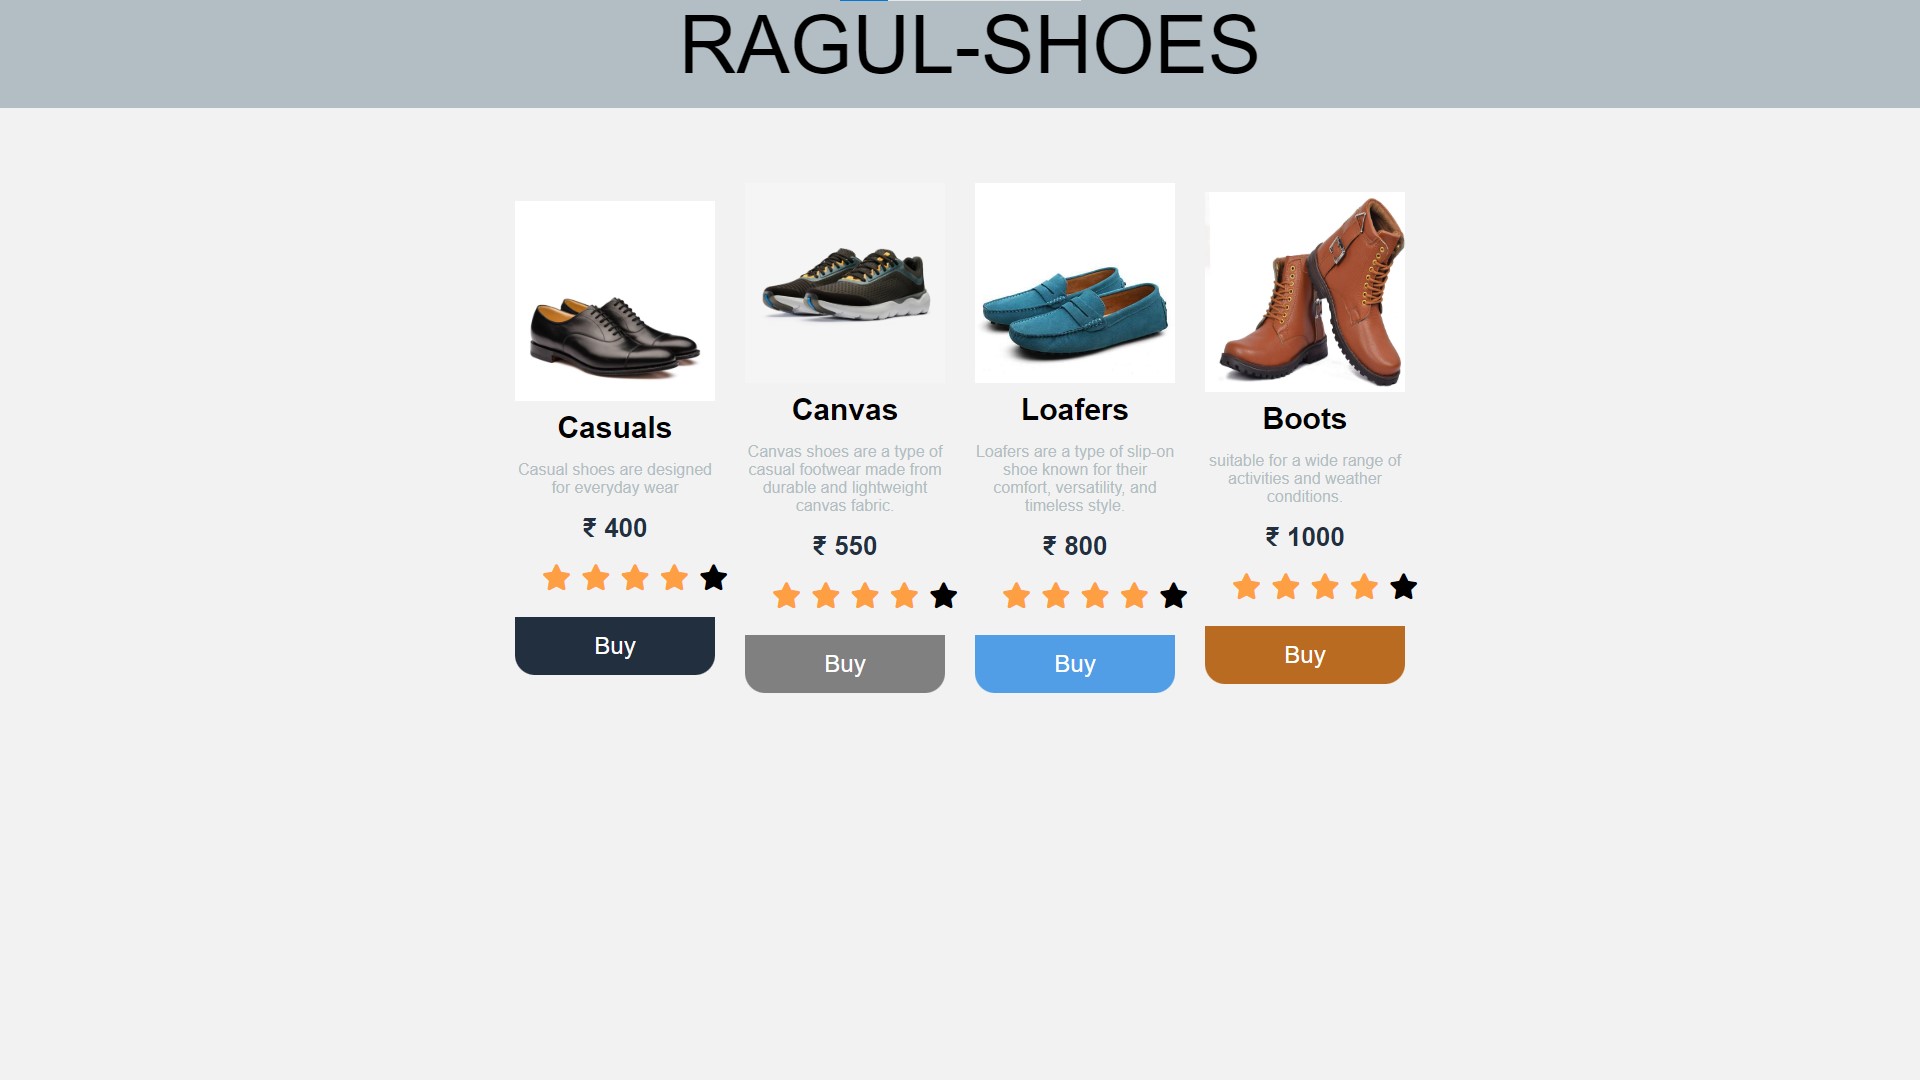 RAGUL-SHOES
Casuals
Casual shoes are designed
for everyday wear
₹ 400
Buy
Canvas
Canvas shoes are a type of
casual footwear made from
durable and lightweight
canvas fabric.
₹ 550
Buy
Loafers
Loafers are a type of slip-on
shoe known for their
comfort, versatility, and
timeless style.
₹ 800
Buy
Boots
suitable for a wide range of
activities and weather
conditions.
₹ 1000
Buy